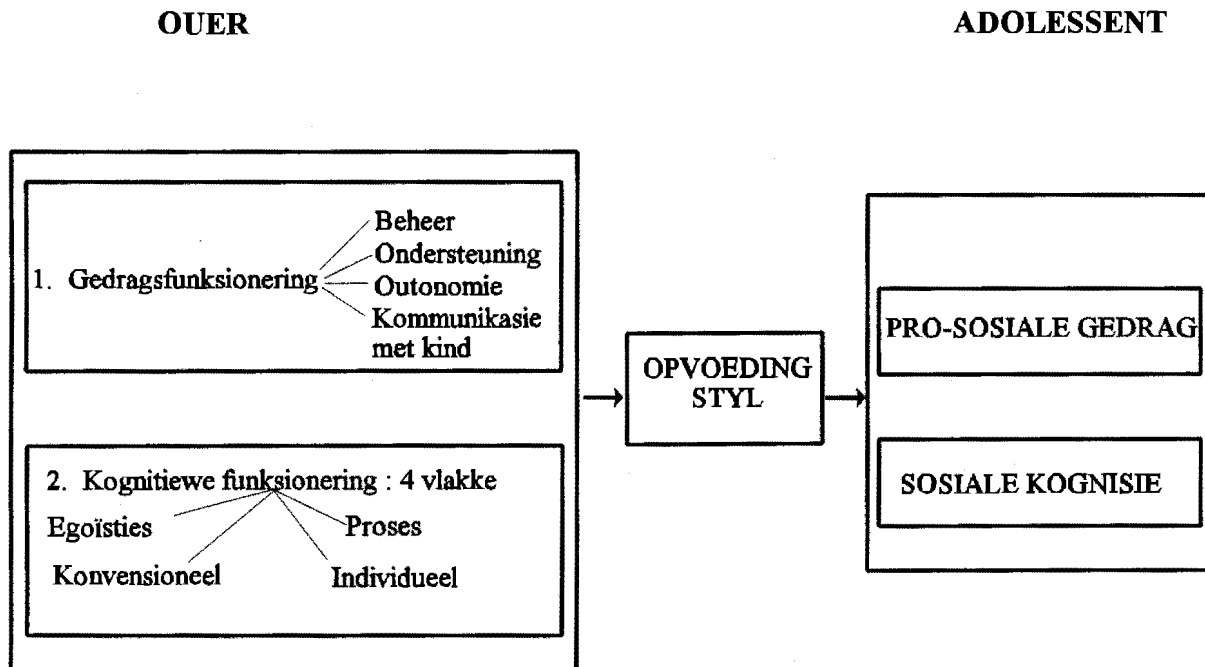 OUER
ADOLESSENT
1. Gedragsfunksionering
Beheer
Ondersteuning
Outonomie
Kommunikasie
met kind
2. Kognitiewe funksionering : 4 vlakke
Egoïsties
Proses
Konvensioneel
Individueel
OPVOEDING
STYL
PRO-SOSIALE GEDRAG
SOSIALE KOGNISIE